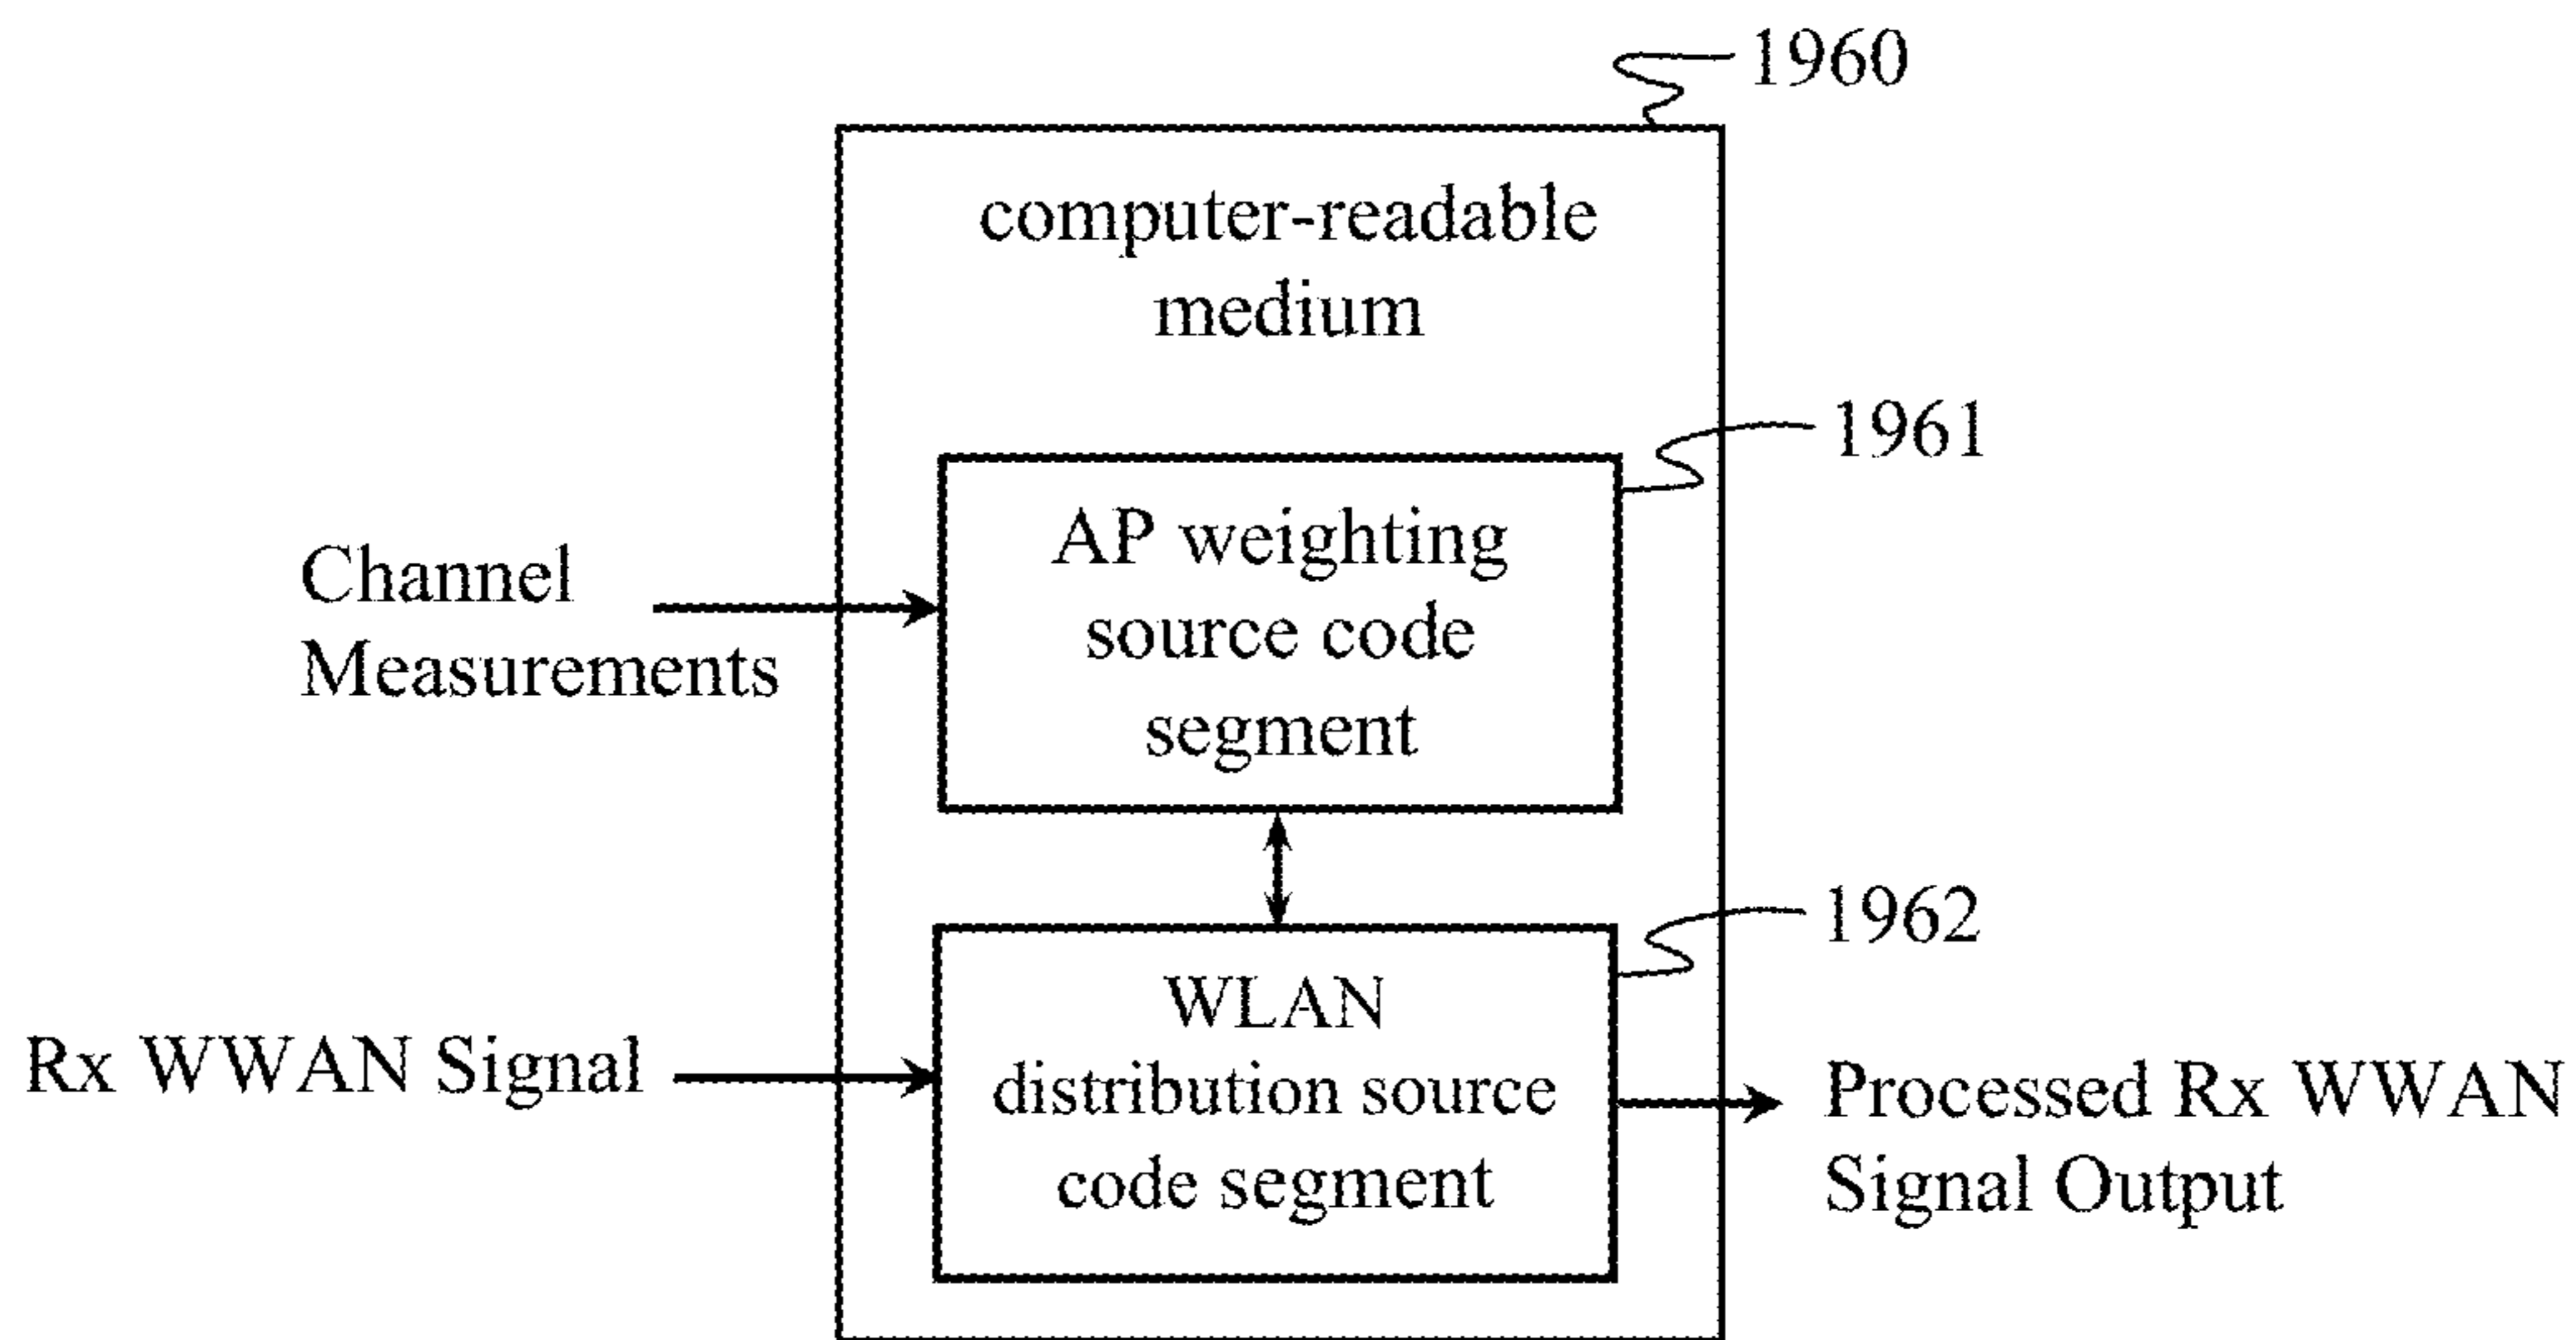 1960
computer-readable
medium
1961
AP weighting
source code
segment
Channel
Measurements
1962
WLAN
distribution source
code segment
Rx WWAN Signal
Processed Rx WWAN
Signal Output